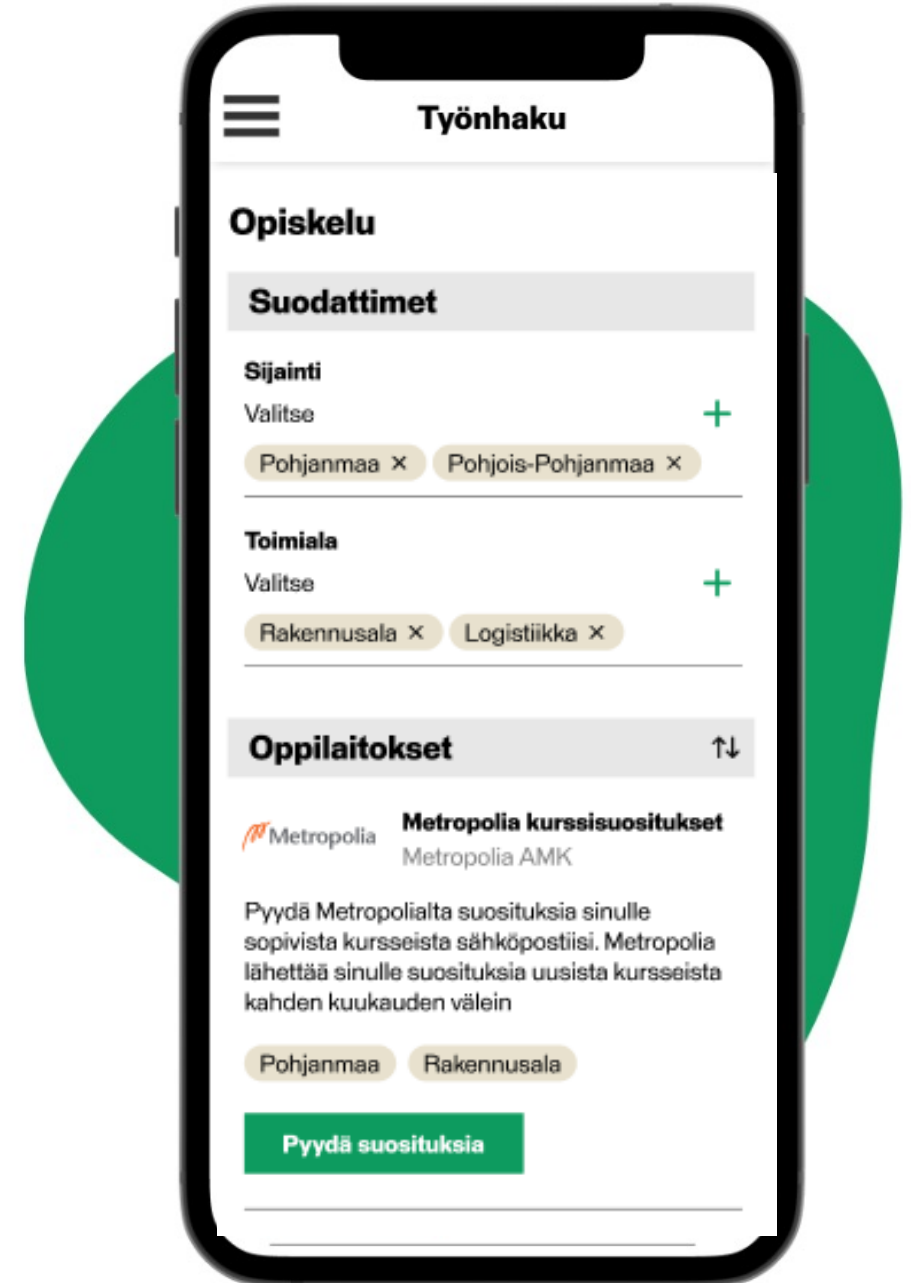 Työnhaku
Opiskelu
Suodattimet
Sijainti
Valitse
Pohjanmaa × Pohjois-Pohjanmaa ×
Toimiala
Valitse
Rakennusala × Logistiikka ×
Oppilaitokset
Metropolia
Metropolia kurssisuositukset
Metropolia AMK
Pyydä Metropolialta suosituksia sinulle
sopivista kursseista sähköpostiisi. Metropolia
lähettää sinulle suosituksia uusista kursseista
kahden kuukauden välein
Pohjanmaa Rakennusala
Pyydä suosituksia